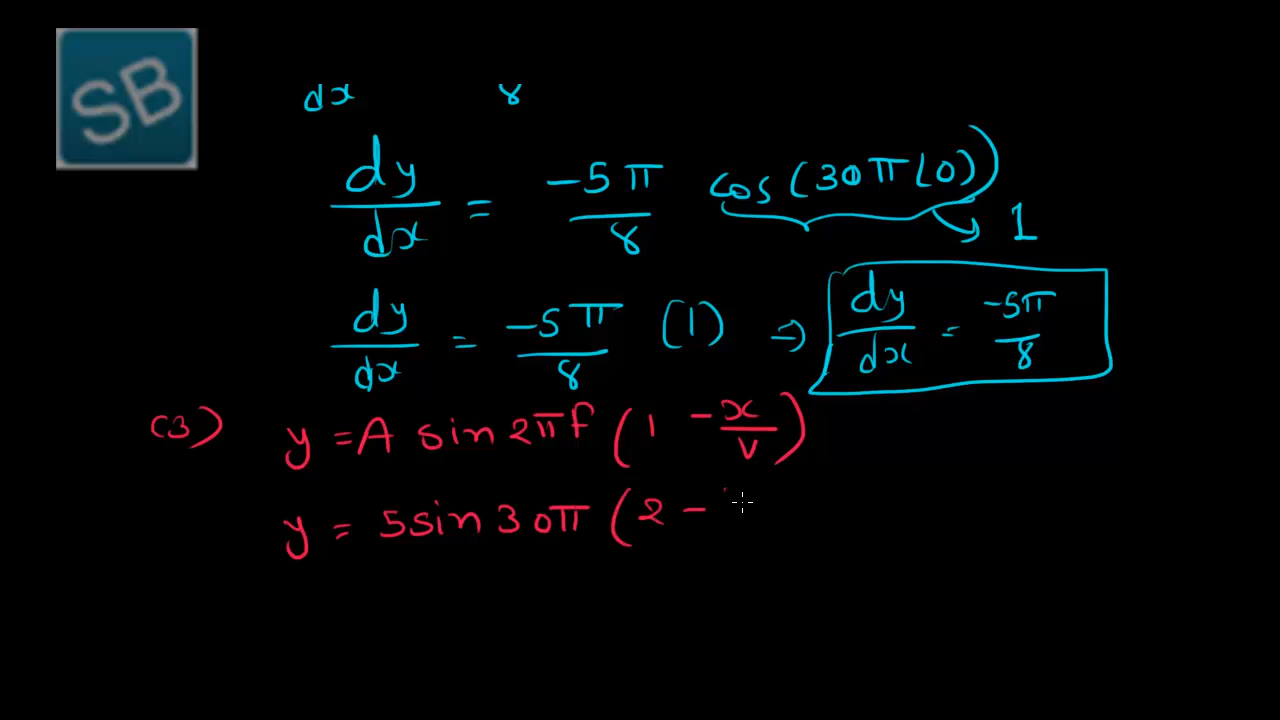 SB
dx 8
dy/dx = -5π/8 cos(30π(0)) 1
dy/dx = -5π/8 (1) ⇒ dy/dx = -5π/8
(3) y = A sin 2πf (1 - x/v)
y = 5 sin 30π (2 -